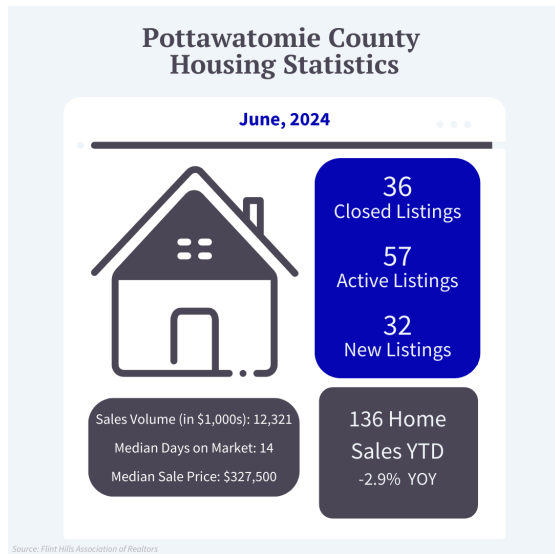 Pottawatomie County
Housing Statistics
June, 2024
36
Closed Listings
57
Active Listings
32
New Listings
Sales Volume (in $1,000s): 12,321
Median Days on Market: 14
Median Sale Price: $327,500
136 Home
Sales YTD
-2.9% YOY
Source: Flint Hills Association of Realtors